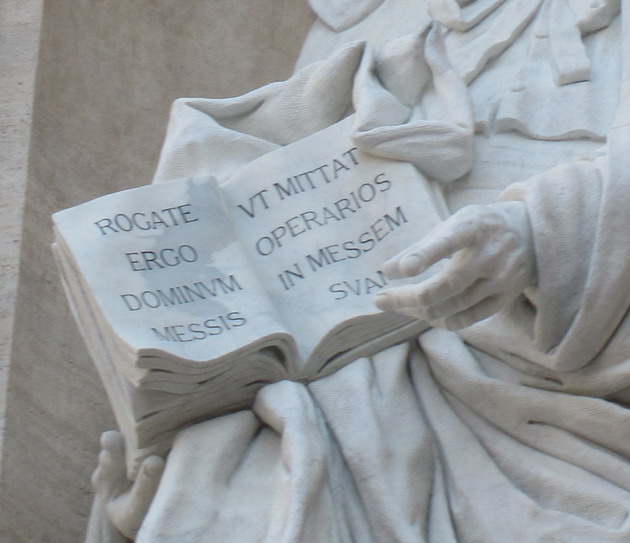 ROGATE
ERGO
DOMINVM
MESSIS
VT MITTAT
OPERARIOS
IN MESSEM
SVAM